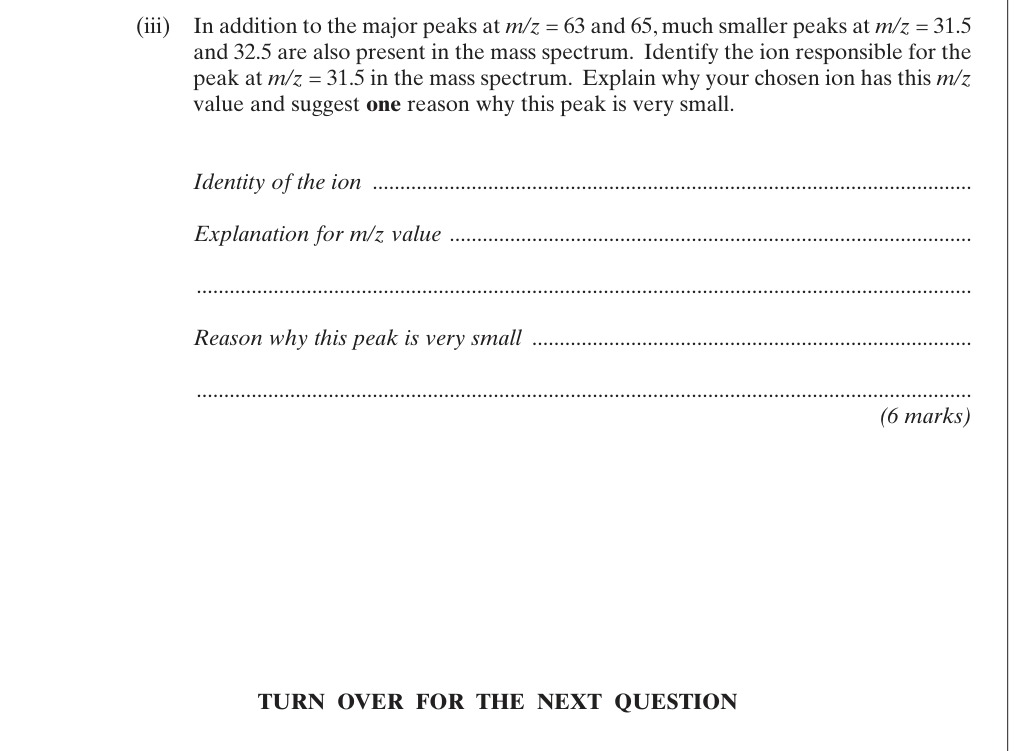 (iii) In addition to the major peaks at m/z = 63 and 65, much smaller peaks at m/z = 31.5
and 32.5 are also present in the mass spectrum. Identify the ion responsible for the
peak at m/z = 31.5 in the mass spectrum. Explain why your chosen ion has this m/z
value and suggest one reason why this peak is very small.
Identity of the ion ..............................................................................................................
Explanation for m/z value ................................................................................................
..............................................................................................................................................
Reason why this peak is very small .................................................................................
..............................................................................................................................................
(6 marks)
TURN OVER FOR THE NEXT QUESTION